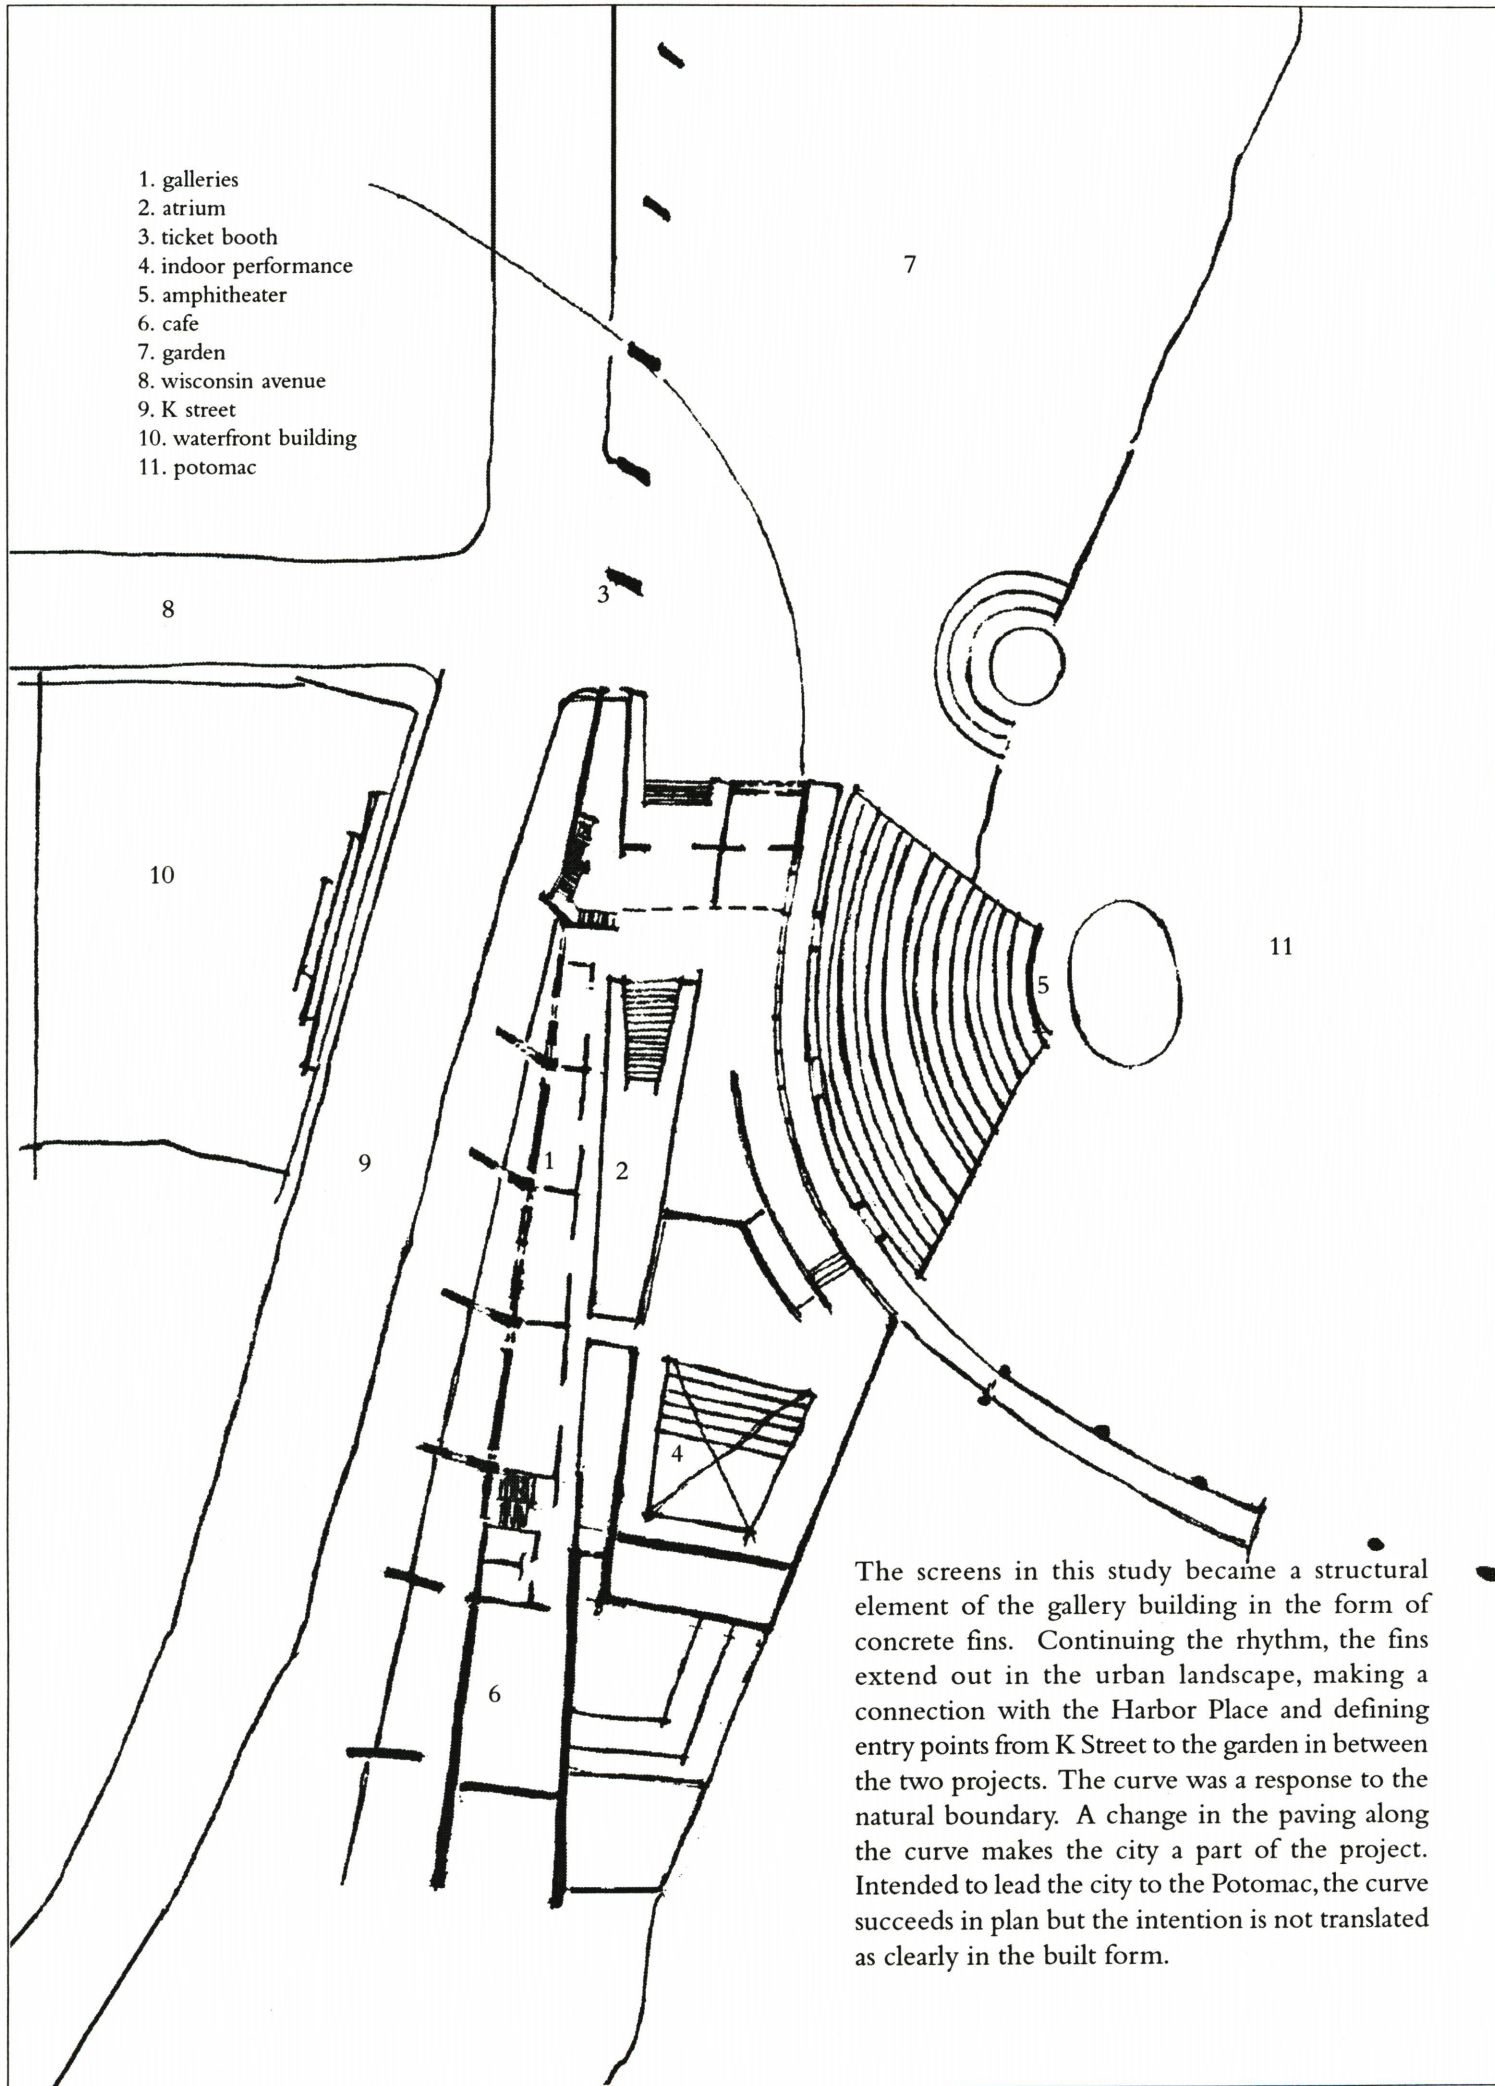 1. galleries
2. atrium
3. ticket booth
4. indoor performance
5. amphitheater
6. cafe
7. garden
8. wisconsin avenue
9. K street
10. waterfront building
11. potomac
7
3
8
10
11
5
9
1
2
4
6
The screens in this study became a structural
element of the gallery building in the form of
concrete fins. Continuing the rhythm, the fins
extend out in the urban landscape, making a
connection with the Harbor Place and defining
entry points from K Street to the garden in between
the two projects. The curve was a response to the
natural boundary. A change in the paving along
the curve makes the city a part of the project.
Intended to lead the city to the Potomac, the curve
succeeds in plan but the intention is not translated
as clearly in the built form.